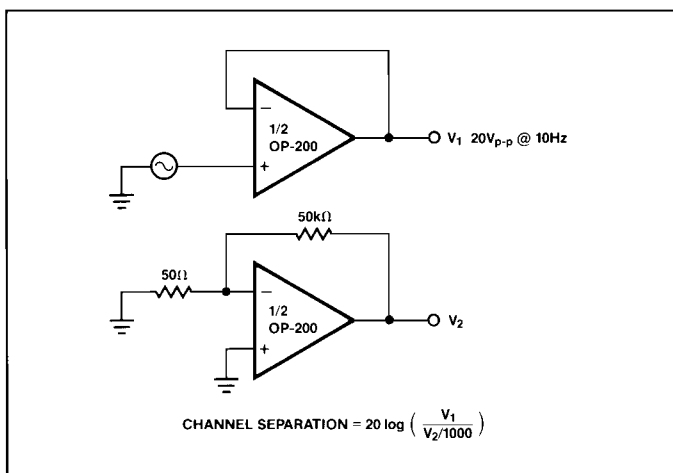 −
1/2
OP-200
+
V₁ 20Vp-p @ 10Hz
50kΩ
50Ω
−
1/2
OP-200
+
V₂
CHANNEL SEPARATION = 20 log ( V₁ / V₂/1000 )